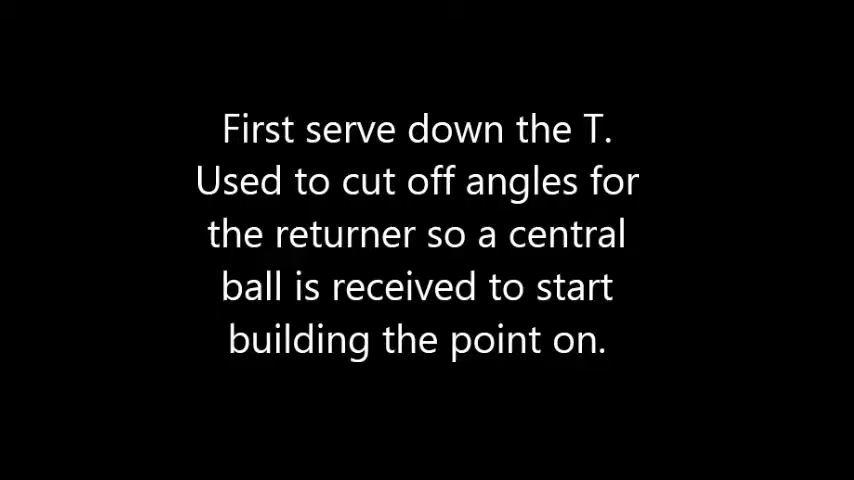 First serve down the T.
Used to cut off angles for
the returner so a central
ball is received to start
building the point on.